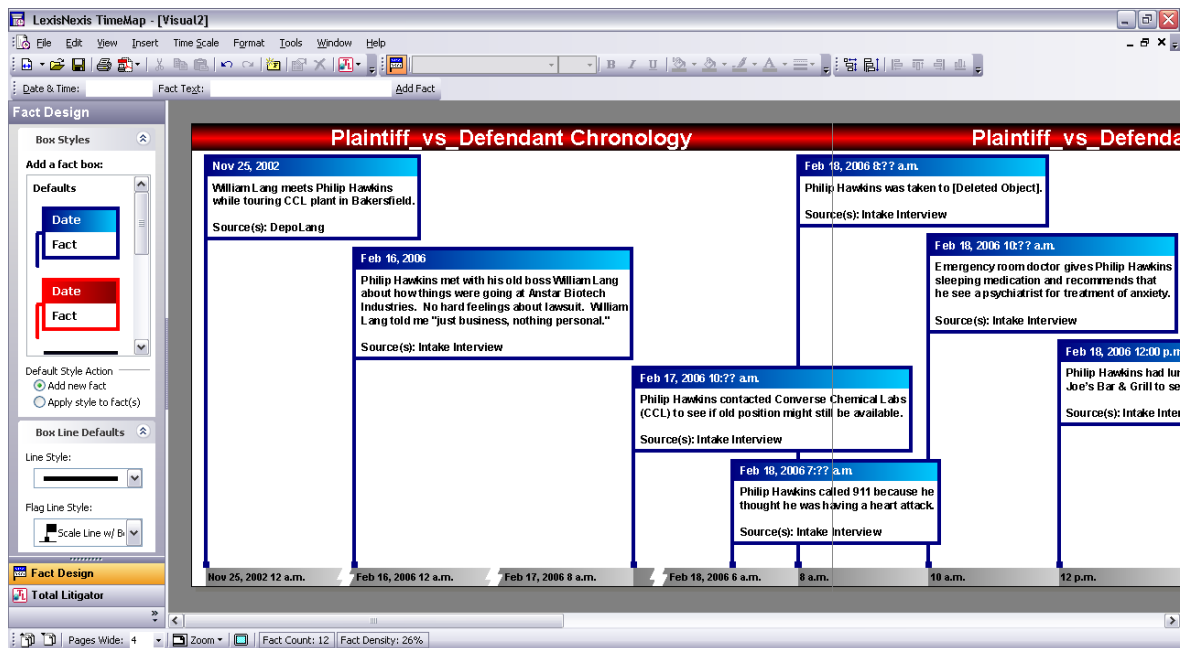 LexisNexis TimeMap - [Visual2]
File Edit View Insert Time Scale Format Tools Window Help
B I U
Date & Time: Fact Text: Add Fact
Fact Design
Box Styles
Add a fact box:
Defaults
Date
Fact
Date
Fact
Default Style Action
Add new fact
Apply style to fact(s)
Box Line Defaults
Line Style:
Flag Line Style:
Scale Line w/
Fact Design
Total Litigator
Plaintiff_vs_Defendant Chronology
Plaintiff_vs_Defenda
Nov 25, 2002
William Lang meets Philip Hawkins
while touring CCL plant in Bakersfield.
Source(s): DepoLang
Feb 16, 2006
Philip Hawkins met with his old boss William Lang
about how things were going at Anstar Biotech
Industries. No hard feelings about lawsuit. William
Lang told me "just business, nothing personal."
Source(s): Intake Interview
Feb 17, 2006 10:?? a.m.
Philip Hawkins contacted Converse Chemical Labs
(CCL) to see if old position might still be available.
Source(s): Intake Interview
Feb 18, 2006 7:?? a.m.
Philip Hawkins called 911 because he
thought he was having a heart attack.
Source(s): Intake Interview
Feb 18, 2006 8:?? a.m.
Philip Hawkins was taken to [Deleted Object].
Source(s): Intake Interview
Feb 18, 2006 10:?? a.m.
Emergency room doctor gives Philip Hawkins
sleeping medication and recommends that
he see a psychiatrist for treatment of anxiety.
Source(s): Intake Interview
Feb 18, 2006 12:00 p.m
Philip Hawkins had lu
Joe's Bar & Grill to se
Source(s): Intake Inter
Nov 25, 2002 12 a.m. Feb 16, 2006 12 a.m. Feb 17, 2006 8 a.m. Feb 18, 2006 6 a.m. 8 a.m. 10 a.m. 12 p.m.
Pages Wide: 4 Zoom Fact Count: 12 Fact Density: 26%